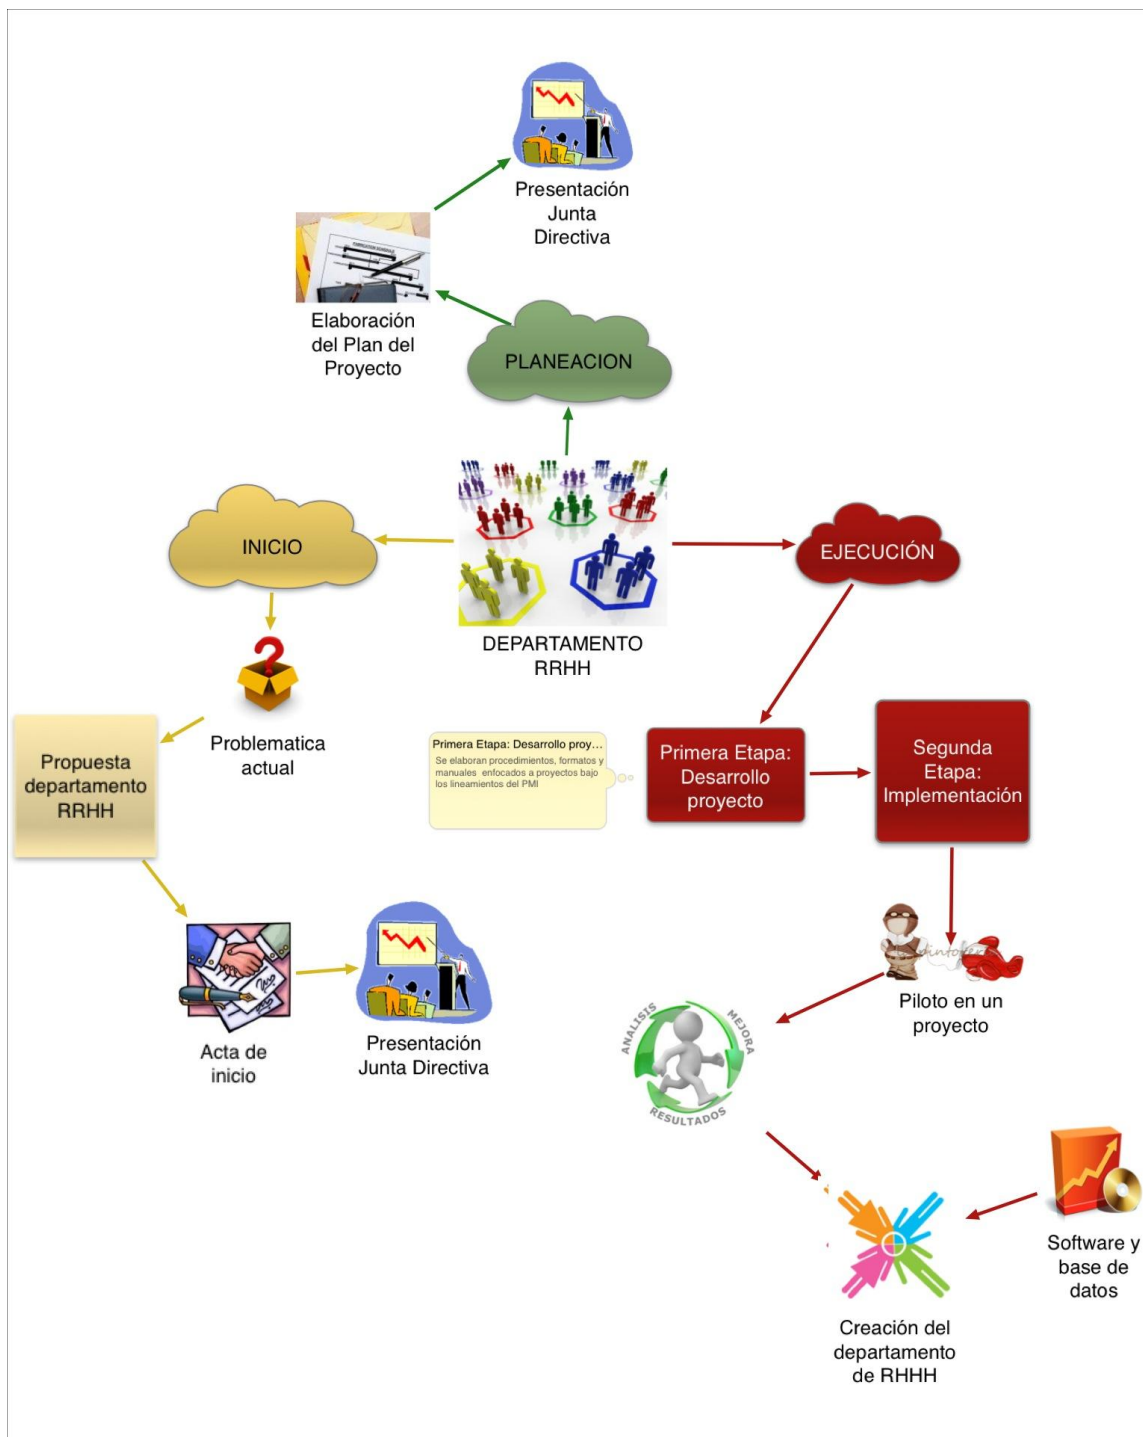 Presentación
Junta
Directiva
Elaboración
del Plan del
Proyecto
PLANEACION
INICIO
EJECUCIÓN
DEPARTAMENTO
RRHH
Problematica
actual
Propuesta
departamento
RRHH
Primera Etapa: Desarrollo proy…
Se elaboran procedimientos, formatos y
manuales enfocados a proyectos bajo
los lineamientos del PMI
Primera Etapa:
Desarrollo
proyecto
Segunda
Etapa:
Implementación
Acta de
inicio
Presentación
Junta Directiva
Piloto en un
proyecto
ANALISIS
MEJORA
RESULTADOS
Software y
base de
datos
Creación del
departamento
de RHHH